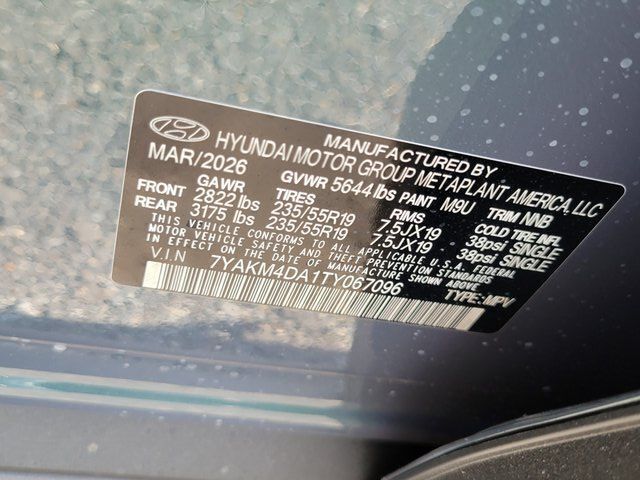 MANUFACTURED BY
HYUNDAI MOTOR GROUP METAPLANT AMERICA, LLC
MAR/2026 GVWR 5644 lbs PANT M9U TRIM NNB
GAWR TIRES RIMS COLD TIRE INFL
FRONT 2822 lbs 235/55R19 7.5JX19 38psi SINGLE
REAR 3175 lbs 235/55R19 7.5JX19 38psi SINGLE
THIS VEHICLE CONFORMS TO ALL APPLICABLE U.S.A. FEDERAL
MOTOR VEHICLE SAFETY AND THEFT PREVENTION STANDARDS
IN EFFECT ON THE DATE OF MANUFACTURE SHOWN ABOVE
V.I.N 7YAKM4DA1TY067096 TYPE: MPV